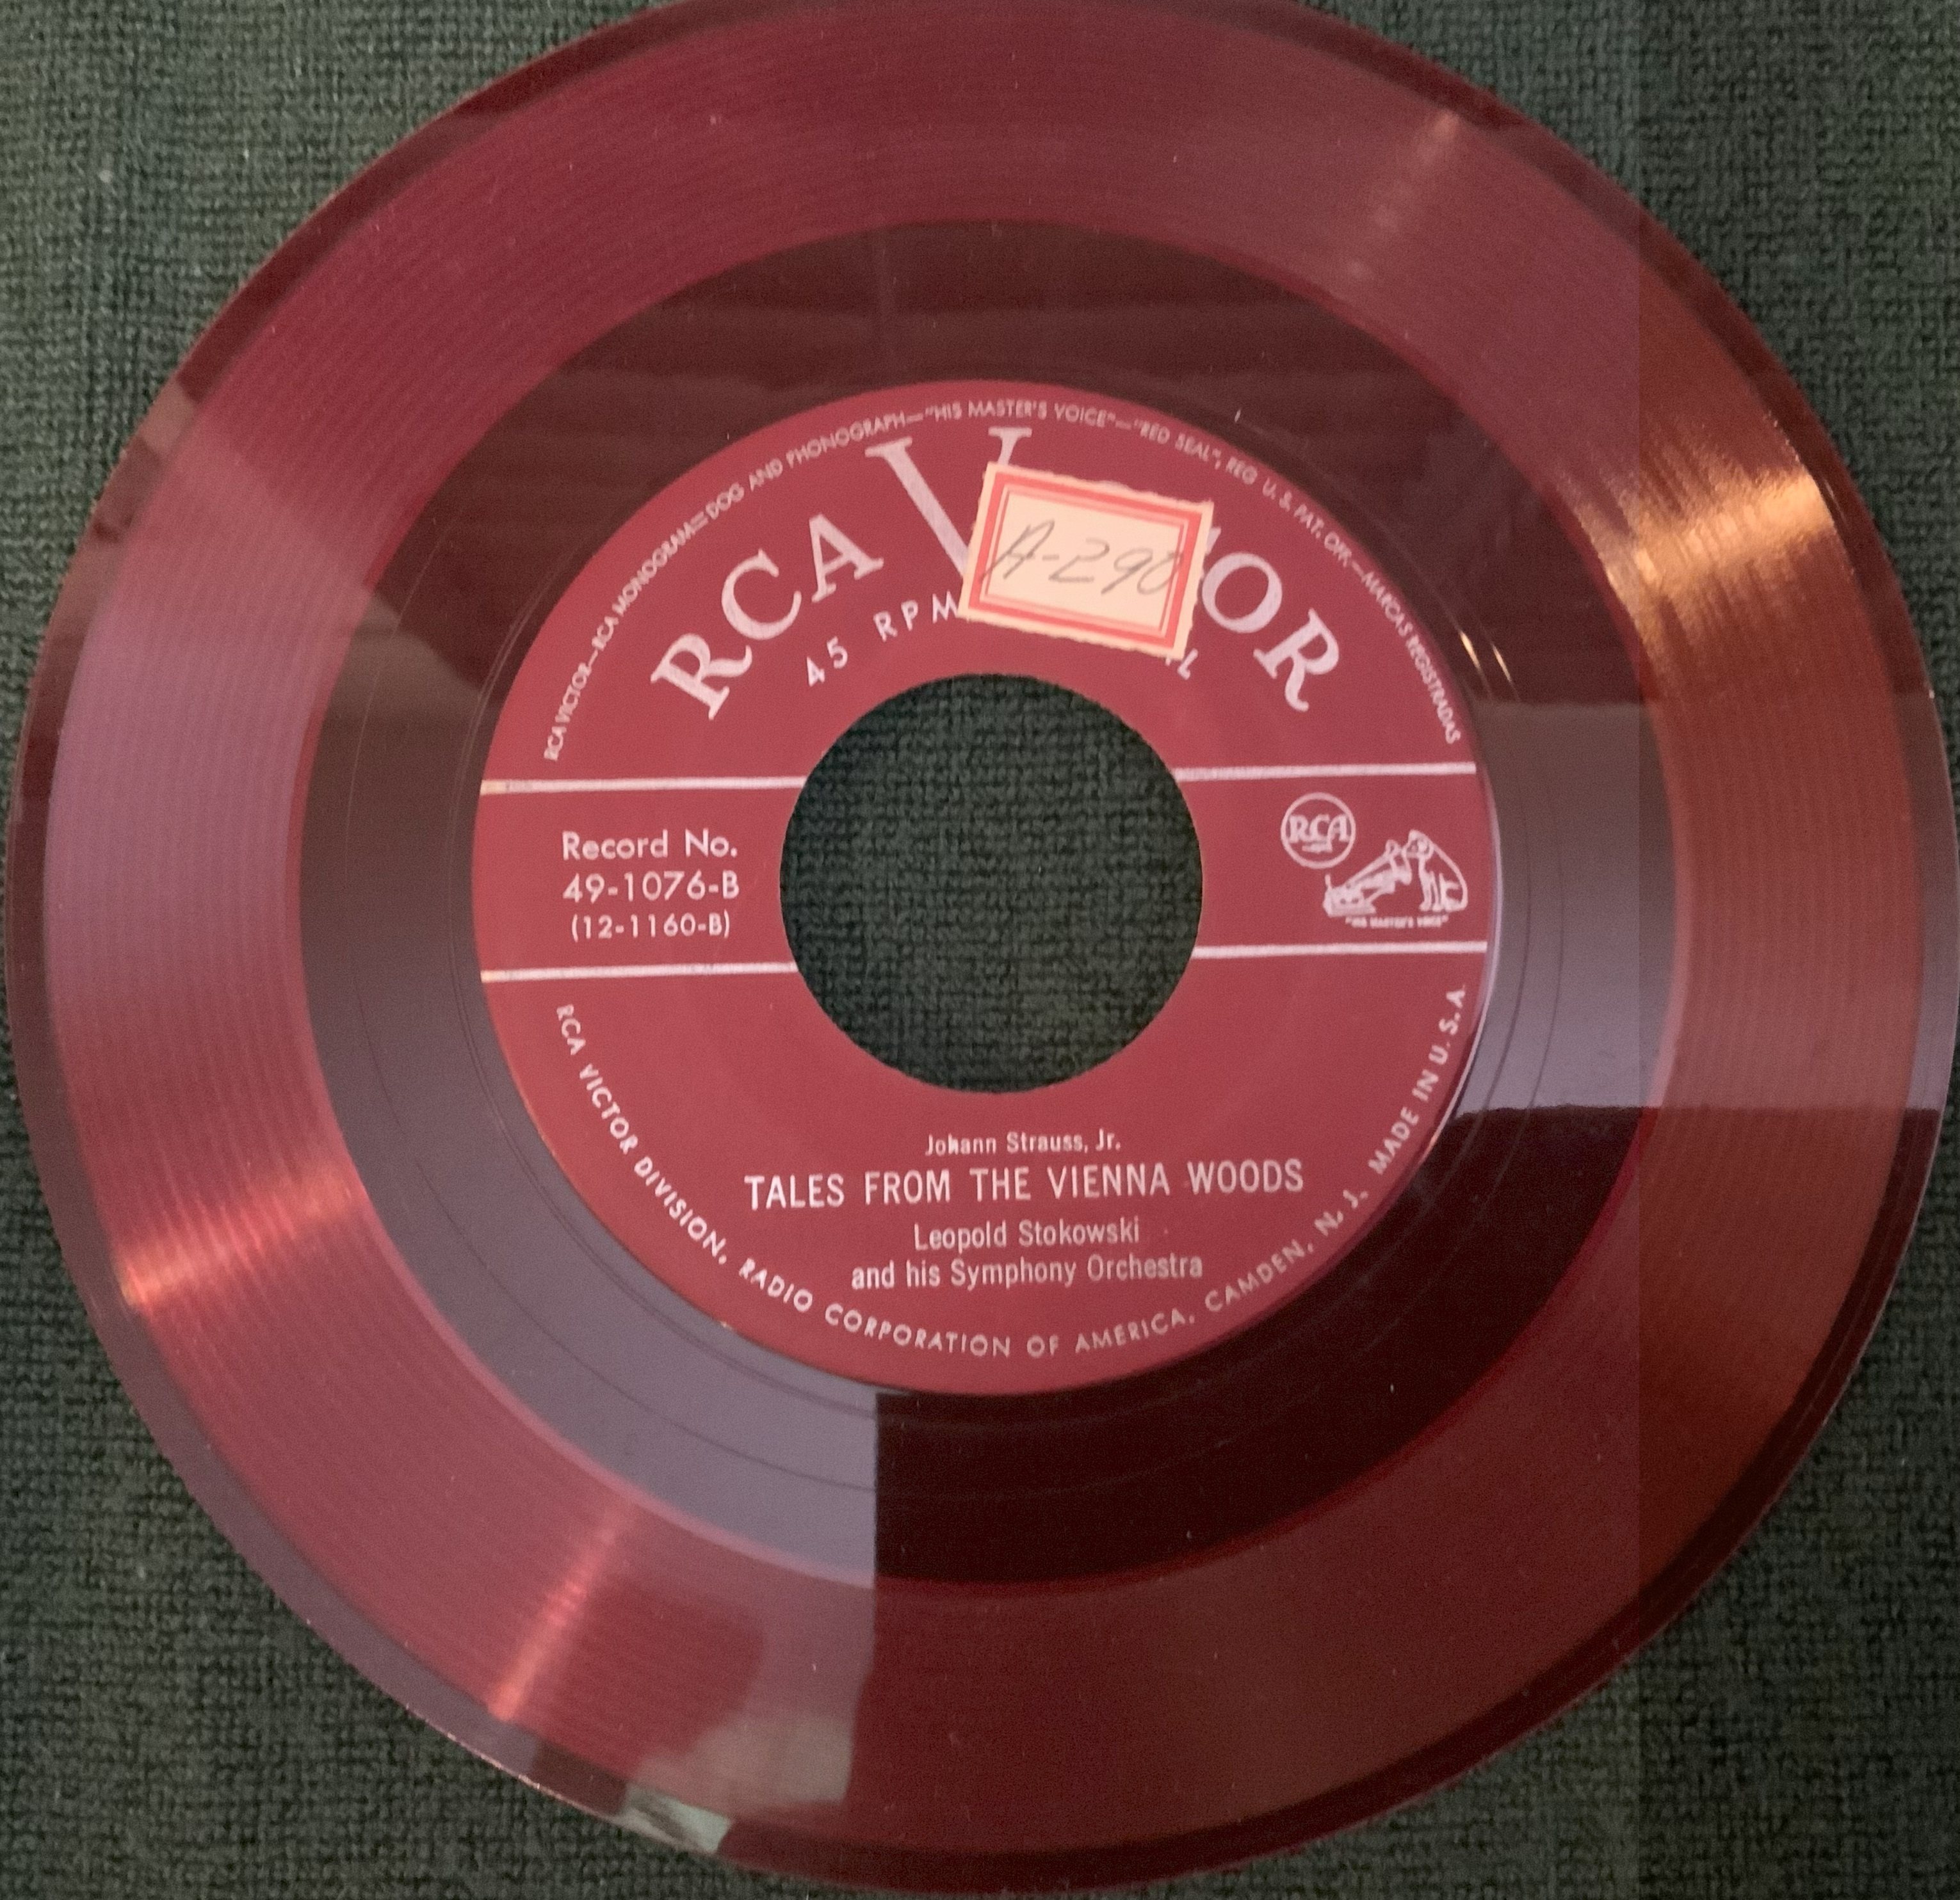 RCA VICTOR—RCA MONOGRAM—DOG AND PHONOGRAPH—"HIS MASTER'S VOICE"—"RED SEAL", REG. U. S. PAT. OFF.—MARCAS REGISTRADAS
RCA V OR
A-290
45 RPM L
Record No.
49-1076-B
(12-1160-B)
RCA
"HIS MASTER'S VOICE"
Johann Strauss, Jr.
TALES FROM THE VIENNA WOODS
Leopold Stokowski
and his Symphony Orchestra
RCA VICTOR DIVISION, RADIO CORPORATION OF AMERICA, CAMDEN, N. J. MADE IN U. S. A.